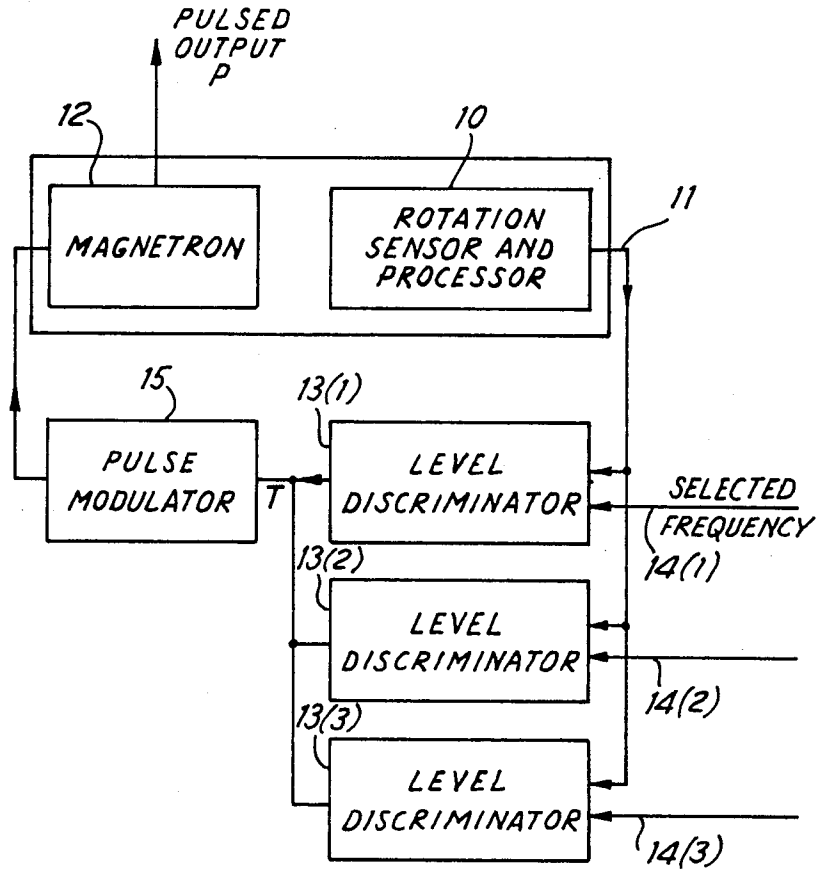 PULSED
OUTPUT
P
12
10
11
MAGNETRON
ROTATION
SENSOR AND
PROCESSOR
15
13(1)
PULSE
MODULATOR
T
LEVEL
DISCRIMINATOR
SELECTED
FREQUENCY
14(1)
13(2)
LEVEL
DISCRIMINATOR
14(2)
13(3)
LEVEL
DISCRIMINATOR
14(3)